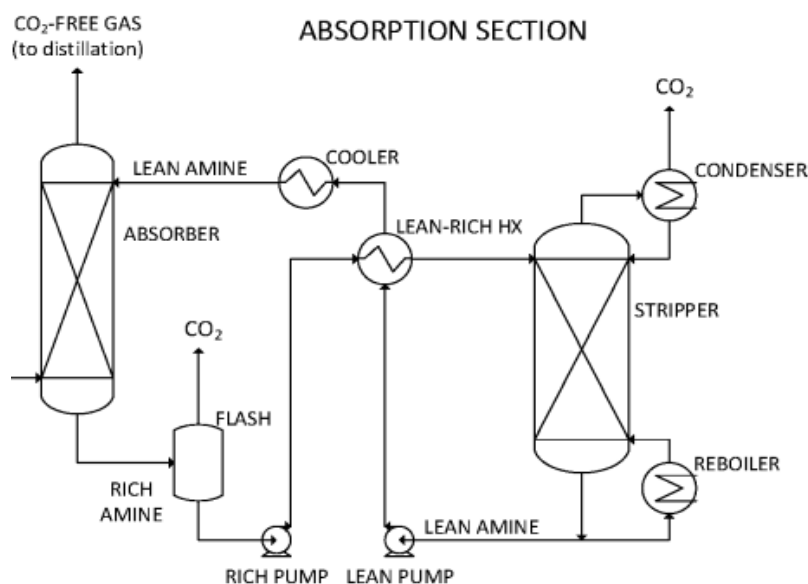 CO₂-FREE GAS
(to distillation)
ABSORPTION SECTION
CO₂
COOLER
CONDENSER
LEAN AMINE
LEAN-RICH HX
ABSORBER
STRIPPER
CO₂
FLASH
REBOILER
RICH
AMINE
LEAN AMINE
RICH PUMP
LEAN PUMP